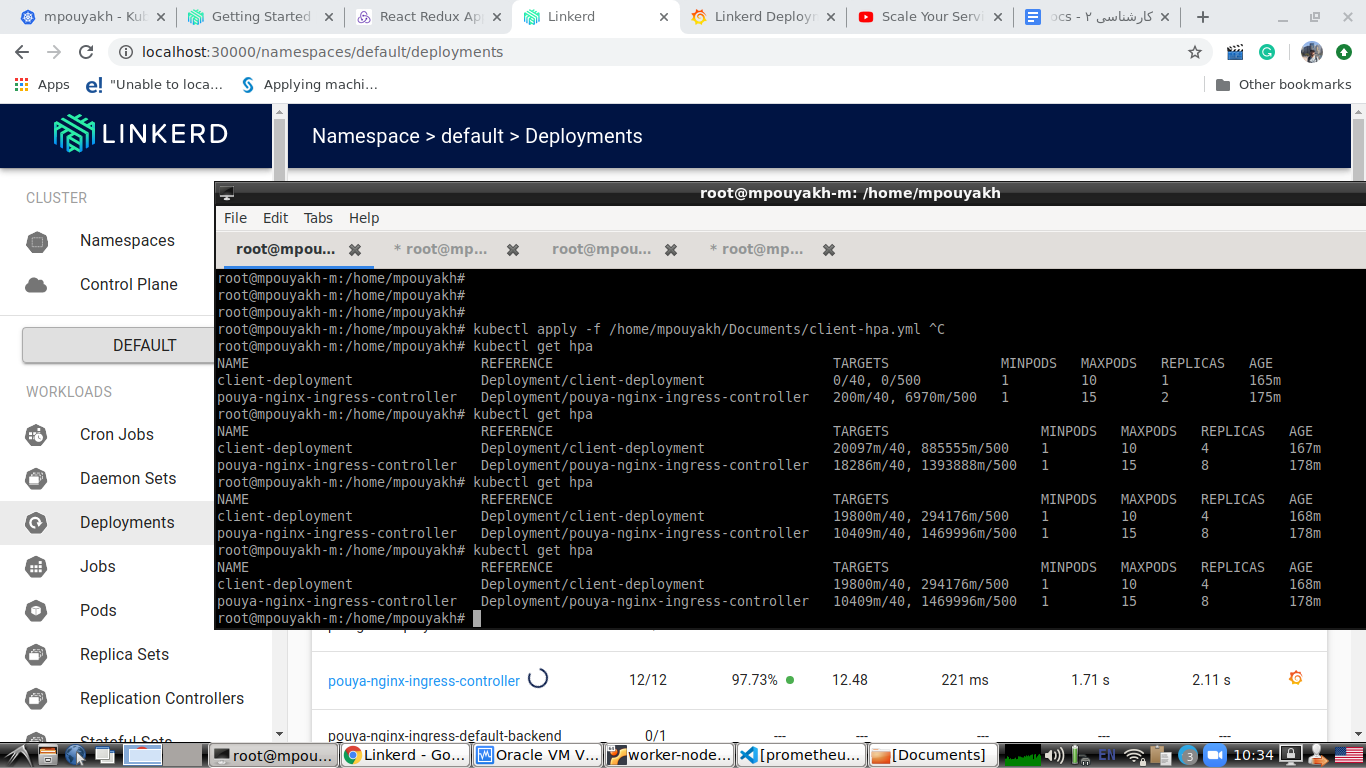 mpouyakh - Kub
Getting Started
React Redux Ap
Linkerd
Linkerd Deploym
Scale Your Servi
ocs - کارشناسی ۲
localhost:30000/namespaces/default/deployments
Apps
"Unable to loca…
Applying machi…
Other bookmarks
LINKERD
Namespace > default > Deployments
CLUSTER
Namespaces
Control Plane
DEFAULT
WORKLOADS
Cron Jobs
Daemon Sets
Deployments
Jobs
Pods
Replica Sets
Replication Controllers
Stateful Sets
root@mpouyakh-m: /home/mpouyakh
File Edit Tabs Help
root@mpou... * root@mp... root@mpou... * root@mp...
root@mpouyakh-m:/home/mpouyakh#
root@mpouyakh-m:/home/mpouyakh#
root@mpouyakh-m:/home/mpouyakh#
root@mpouyakh-m:/home/mpouyakh# kubectl apply -f /home/mpouyakh/Documents/client-hpa.yml ^C
root@mpouyakh-m:/home/mpouyakh# kubectl get hpa
NAME REFERENCE TARGETS MINPODS MAXPODS REPLICAS AGE
client-deployment Deployment/client-deployment 0/40, 0/500 1 10 1 165m
pouya-nginx-ingress-controller Deployment/pouya-nginx-ingress-controller 200m/40, 6970m/500 1 15 2 175m
root@mpouyakh-m:/home/mpouyakh# kubectl get hpa
NAME REFERENCE TARGETS MINPODS MAXPODS REPLICAS AGE
client-deployment Deployment/client-deployment 20097m/40, 885555m/500 1 10 4 167m
pouya-nginx-ingress-controller Deployment/pouya-nginx-ingress-controller 18286m/40, 1393888m/500 1 15 8 178m
root@mpouyakh-m:/home/mpouyakh# kubectl get hpa
NAME REFERENCE TARGETS MINPODS MAXPODS REPLICAS AGE
client-deployment Deployment/client-deployment 19800m/40, 294176m/500 1 10 4 168m
pouya-nginx-ingress-controller Deployment/pouya-nginx-ingress-controller 10409m/40, 1469996m/500 1 15 8 178m
root@mpouyakh-m:/home/mpouyakh# kubectl get hpa
NAME REFERENCE TARGETS MINPODS MAXPODS REPLICAS AGE
client-deployment Deployment/client-deployment 19800m/40, 294176m/500 1 10 4 168m
pouya-nginx-ingress-controller Deployment/pouya-nginx-ingress-controller 10409m/40, 1469996m/500 1 15 8 178m
root@mpouyakh-m:/home/mpouyakh#
pouya-nginx-ingress-controller 12/12 97.73% 12.48 221 ms 1.71 s 2.11 s
pouya-nginx-ingress-default-backend 0/1 --- --- --- --- ---
root@mpou... Linkerd - Go... Oracle VM V... worker-node... [prometheu... [Documents] EN 3 10:34